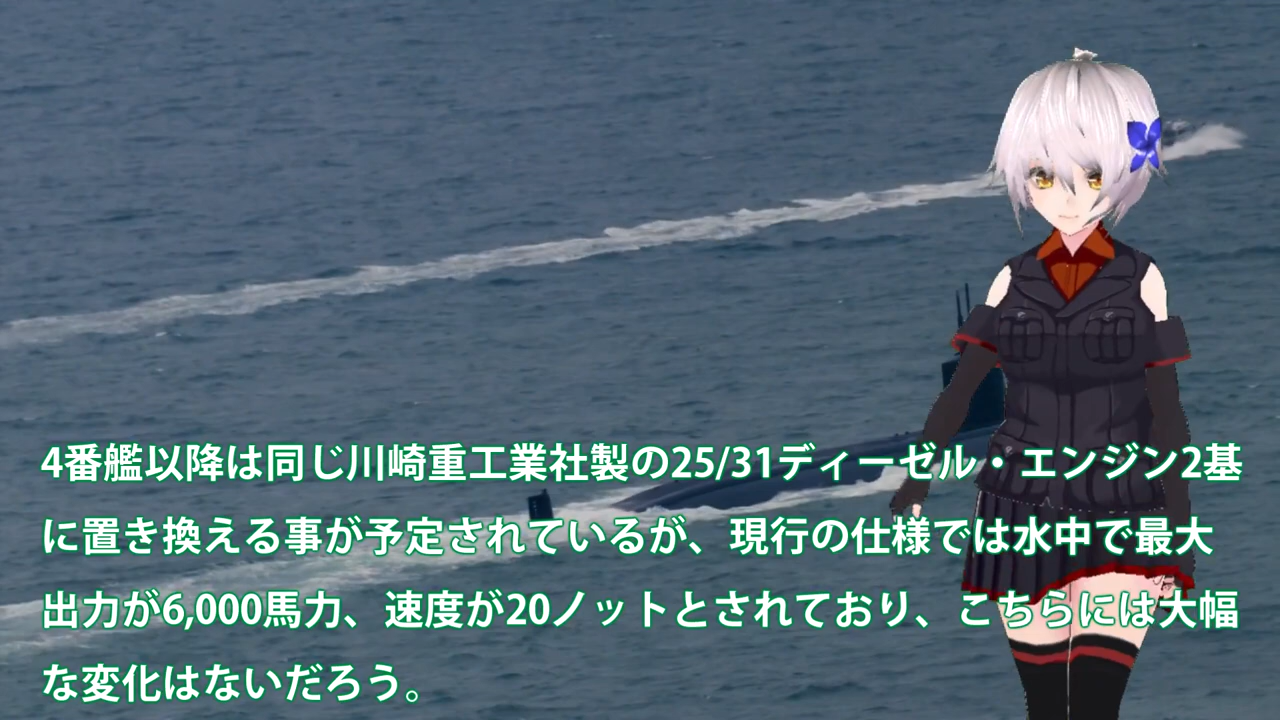 4番艦以降は同じ川崎重工業社製の25/31ディーゼル・エンジン2基
に置き換える事が予定されているが、現行の仕様では水中で最大
出力が6,000馬力、速度が20ノットとされており、こちらには大幅
な変化はないだろう。